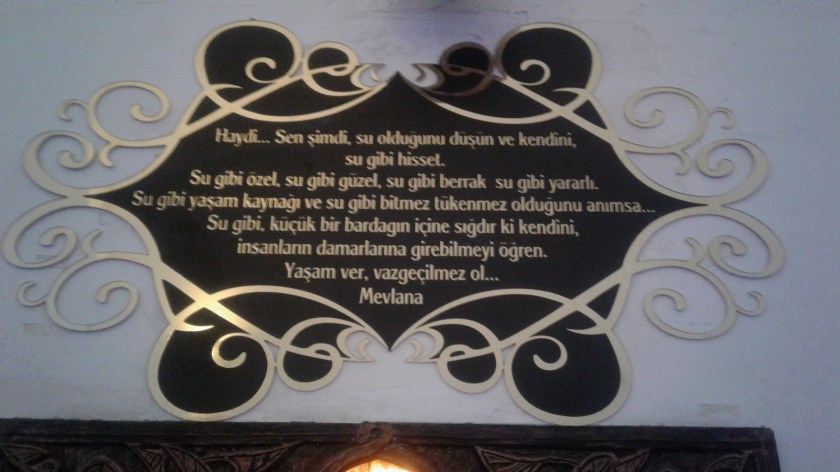 Haydi... Sen şimdi, su olduğunu düşün ve kendini,
su gibi hisset.
Su gibi özel, su gibi güzel, su gibi berrak su gibi yararlı.
Su gibi yaşam kaynağı ve su gibi bitmez tükenmez olduğunu anımsa...
Su gibi, küçük bir bardagın içine sığdır ki kendini,
insanların damarlarına girebilmeyi öğren.
Yaşam ver, vazgeçilmez ol...
Mevlana